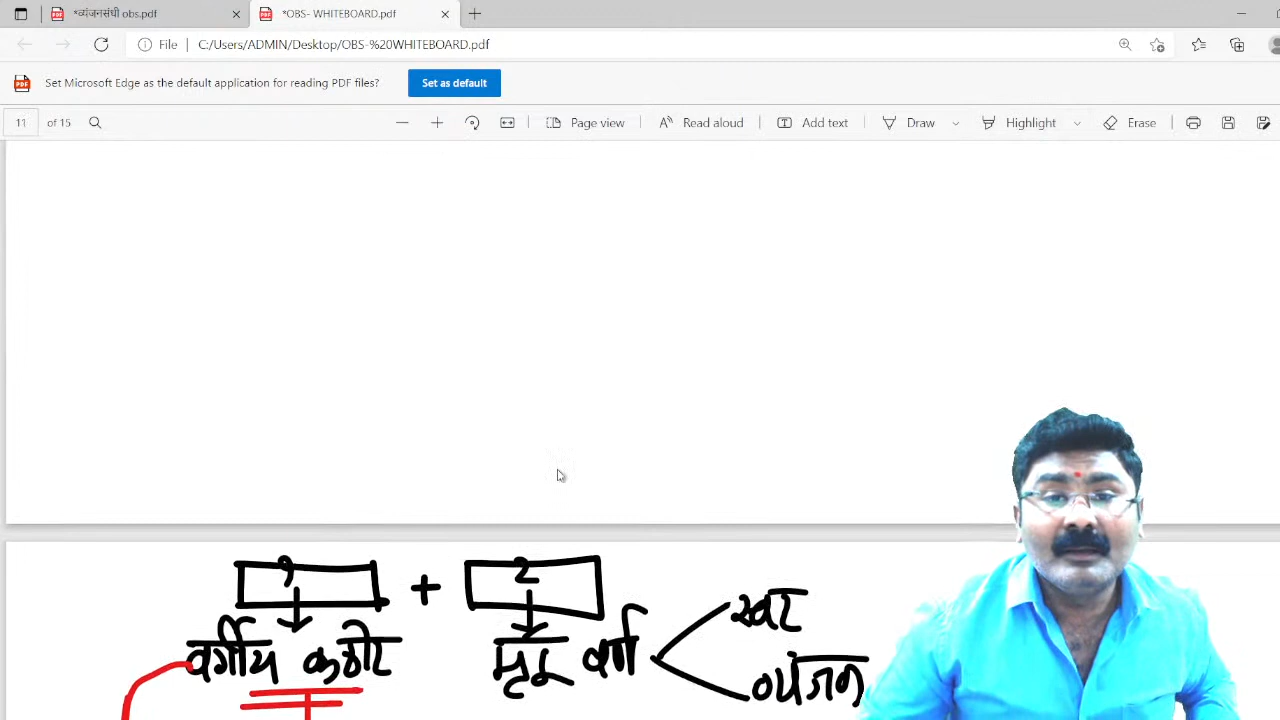 *व्यंजनसंधी obs.pdf
*OBS- WHITEBOARD.pdf
File C:/Users/ADMIN/Desktop/OBS-%20WHITEBOARD.pdf
Set Microsoft Edge as the default application for reading PDF files? Set as default
11 of 15 Page view Read aloud Add text Draw Highlight Erase
१ + २
वर्गीय कठोर मृदू वर्ण
स्वर
व्यंजन